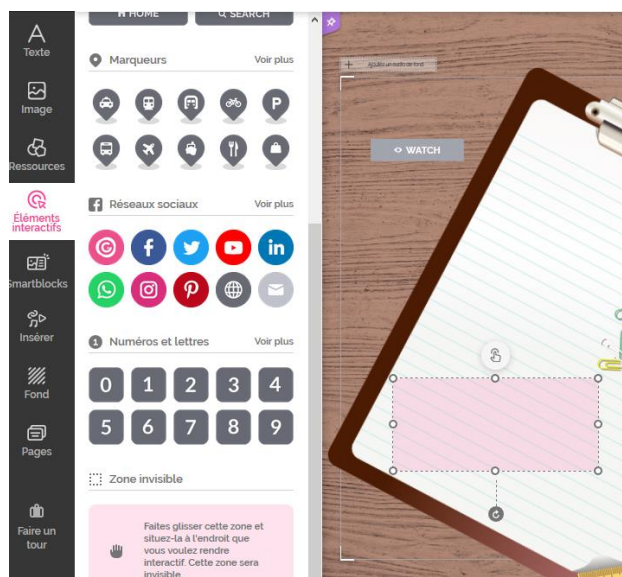 HOME
SEARCH
Texte
Image
Ressources
Éléments
interactifs
Smartblocks
Insérer
Fond
Pages
Faire un
tour
Marqueurs Voir plus
P
Réseaux sociaux Voir plus
f
in
1 Numéros et lettres Voir plus
0 1 2 3 4
5 6 7 8 9
Zone invisible
Faites glisser cette zone et
situez-la à l'endroit que
vous voulez rendre
interactif. Cette zone sera
invisible
WATCH